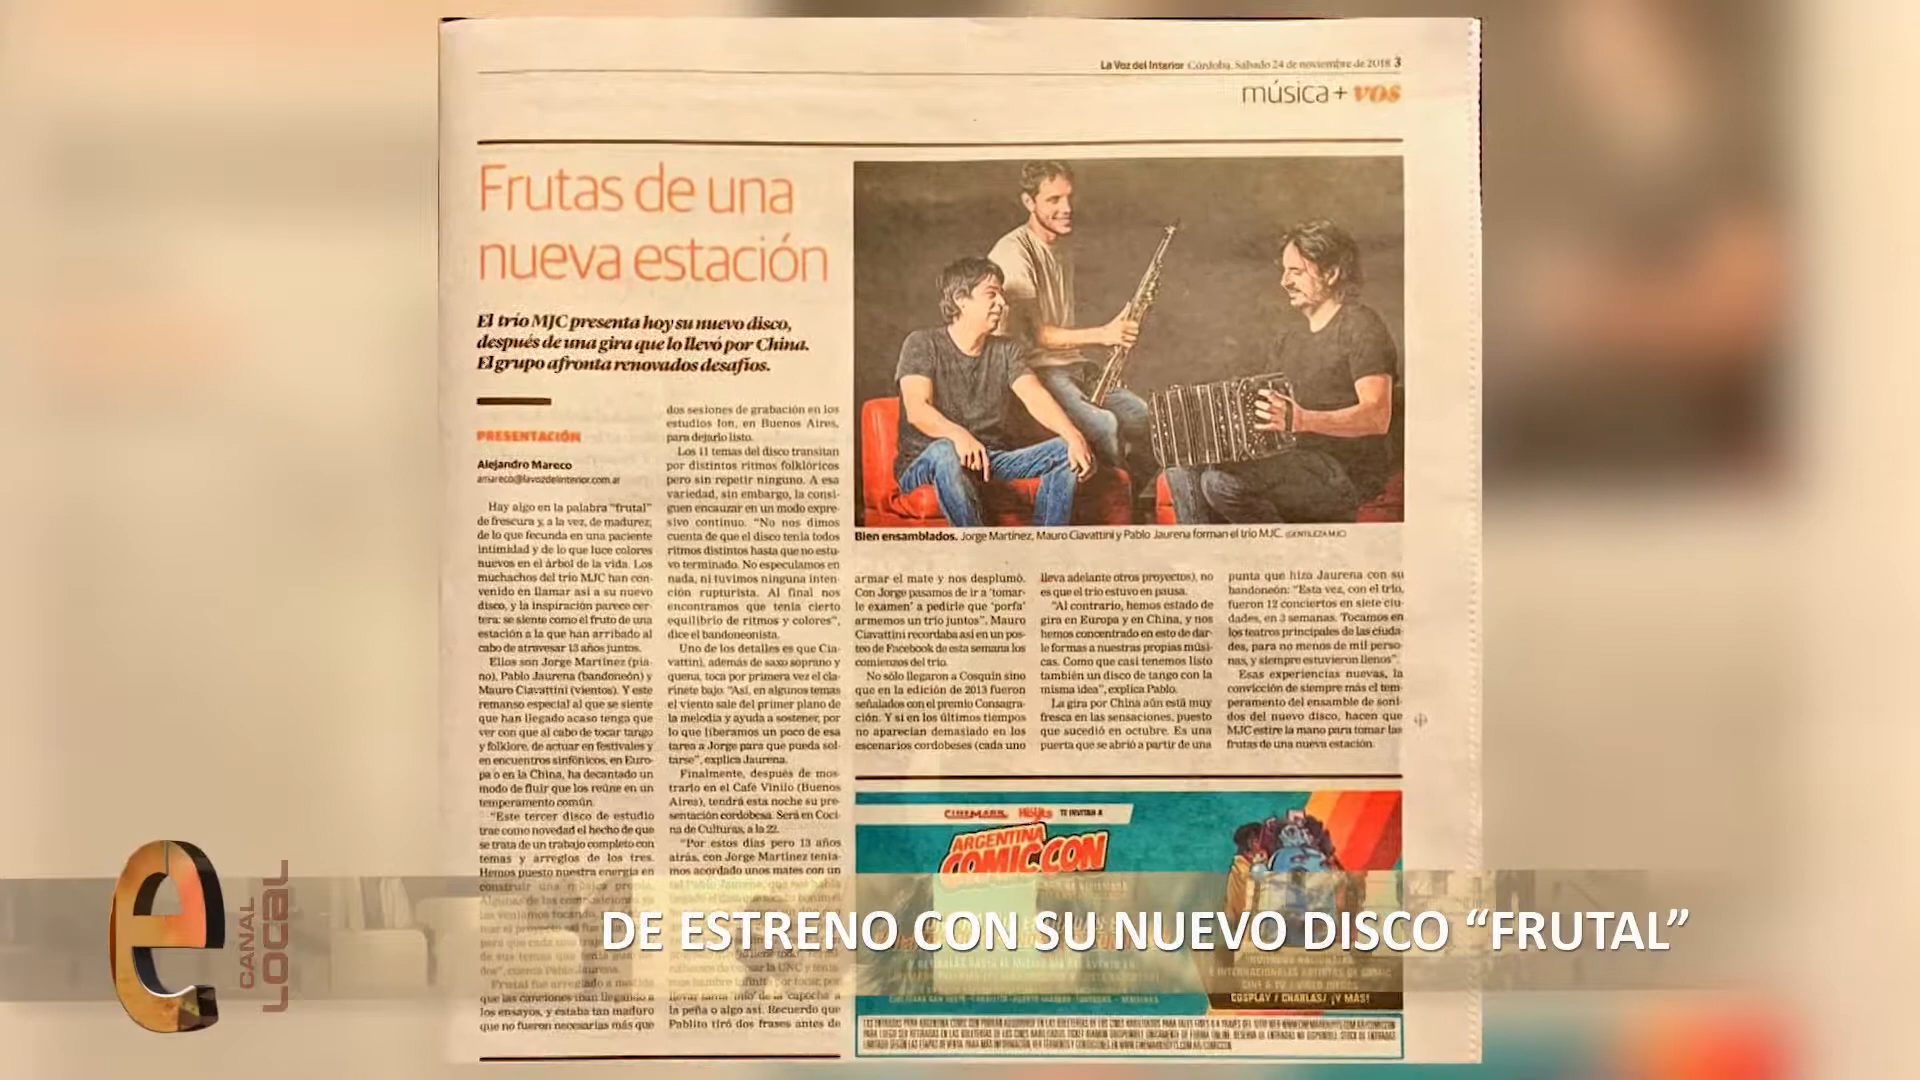 La Voz del Interior Córdoba, Sábado 24 de noviembre de 2018 3
música+ vos
Frutas de una
nueva estación
El trío MJC presenta hoy su nuevo disco,
después de una gira que lo llevó por China.
El grupo afronta renovados desafíos.
PRESENTACIÓN
Alejandro Mareco
amareco@lavozdelinterior.com.ar
Hay algo en la palabra "frutal"
de frescura y, a la vez, de madurez;
de lo que fecunda en una paciente
intimidad y de lo que luce colores
nuevos en el árbol de la vida. Los
muchachos del trío MJC han con-
venido en llamar así a su nuevo
disco, y la inspiración parece cer-
tera: se siente como el fruto de una
estación a la que han arribado al
cabo de atravesar 13 años juntos.
Ellos son Jorge Martínez (pia-
no), Pablo Jaurena (bandoneón) y
Mauro Ciavattini (vientos). Y este
remanso especial al que se siente
que han llegado acaso tenga que
ver con que al cabo de tocar tango
y folklore, de actuar en festivales y
en encuentros sinfónicos, en Euro-
pa o en la China, ha decantado un
modo de fluir que los reúne en un
temperamento común.
"Este tercer disco de estudio
trae como novedad el hecho de que
se trata de un trabajo completo con
temas y arreglos de los tres.
Hemos puesto nuestra energía en
construir una música propia.
que las canciones iban llegando a
los ensayos, y estaban tan maduro
que no fueron necesarias más que
dos sesiones de grabación en los
estudios Ion, en Buenos Aires,
para dejarlo listo.
Los 11 temas del disco transitan
por distintos ritmos folklóricos
pero sin repetir ninguno. A esa
variedad, sin embargo, la consi-
guen encauzar en un modo expre-
sivo continuo. "No nos dimos
cuenta de que el disco tenía todos
ritmos distintos hasta que no estu-
vo terminado. No especulamos en
nada, ni tuvimos ninguna inten-
ción rupturista. Al final nos
encontramos que tenía cierto
equilibrio de ritmos y colores",
dice el bandoneonista.
Uno de los detalles es que Cia-
vattini, además de saxo soprano y
quena, toca por primera vez el cla-
rinete bajo. "Así, en algunos temas
el viento sale del primer plano de
la melodía y ayuda a sostener, por
lo que liberamos un poco de esa
tarea a Jorge para que pueda sol-
tarse", explica Jaurena.
Finalmente, después de mos-
trarlo en el Café Vinilo (Buenos
Aires), tendrá esta noche su pre-
sentación cordobesa. Será en Coci-
na de Culturas, a la 22.
"Por estos días pero 13 años
atrás, con Jorge Martínez tenía-
mos acordado unos mates con un
tal Pablo Jaurena, que nos había
llevar tanta 'info' de la 'capocha' a
la peña o algo así. Recuerdo que
Pablito tiró dos frases antes de
Bien ensamblados. Jorge Martínez, Mauro Ciavattini y Pablo Jaurena forman el trío MJC. (GENTILEZA MJC)
armar el mate y nos desplumó.
Con Jorge pasamos de ir a 'tomar-
le examen' a pedirle que 'porfa'
armemos un trío juntos". Mauro
Ciavattini recordaba así en un pos-
teo de Facebook de esta semana los
comienzos del trío.
No sólo llegaron a Cosquín sino
que en la edición de 2013 fueron
señalados con el premio Consagra-
ción. Y si en los últimos tiempos
no aparecían demasiado en los
escenarios cordobeses (cada uno
lleva adelante otros proyectos), no
es que el trío estuvo en pausa.
"Al contrario, hemos estado de
gira en Europa y en China, y nos
hemos concentrado en esto de dar-
le formas a nuestras propias músi-
cas. Como que casi tenemos listo
también un disco de tango con la
misma idea", explica Pablo.
La gira por China aún está muy
fresca en las sensaciones, puesto
que sucedió en octubre. Es una
puerta que se abrió a partir de una
punta que hizo Jaurena con su
bandoneón: "Esta vez, con el trío,
fueron 12 conciertos en siete ciu-
dades, en 3 semanas. Tocamos en
los teatros principales de las ciuda-
des, para no menos de mil perso-
nas, y siempre estuvieron llenos".
Esas experiencias nuevas, la
convicción de siempre más el tem-
peramento del ensamble de soni-
dos del nuevo disco, hacen que
MJC estire la mano para tomar las
frutas de una nueva estación.
CINEMARK Hoyts TE INVITAN A
ARGENTINA
COMIC CON
COSPLAY / CHARLAS / ¡Y MÁS!
e CANAL
LOCAL
DE ESTRENO CON SU NUEVO DISCO “FRUTAL”